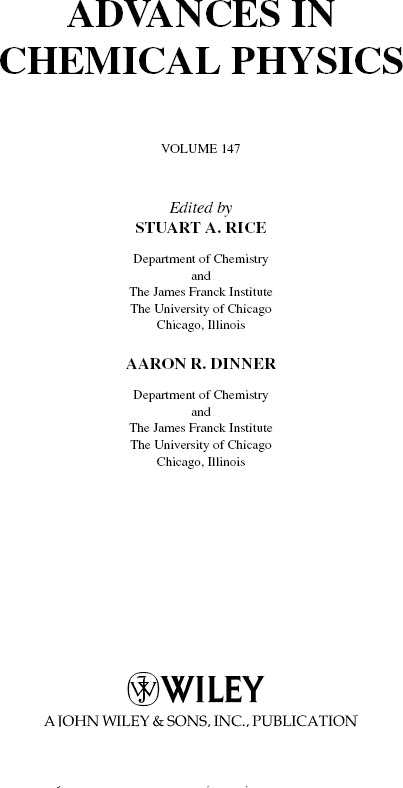 ADVANCES IN
CHEMICAL PHYSICS
VOLUME 147
Edited by
STUART A. RICE
Department of Chemistry
and
The James Franck Institute
The University of Chicago
Chicago, Illinois
AARON R. DINNER
Department of Chemistry
and
The James Franck Institute
The University of Chicago
Chicago, Illinois
WILEY
A JOHN WILEY & SONS, INC., PUBLICATION